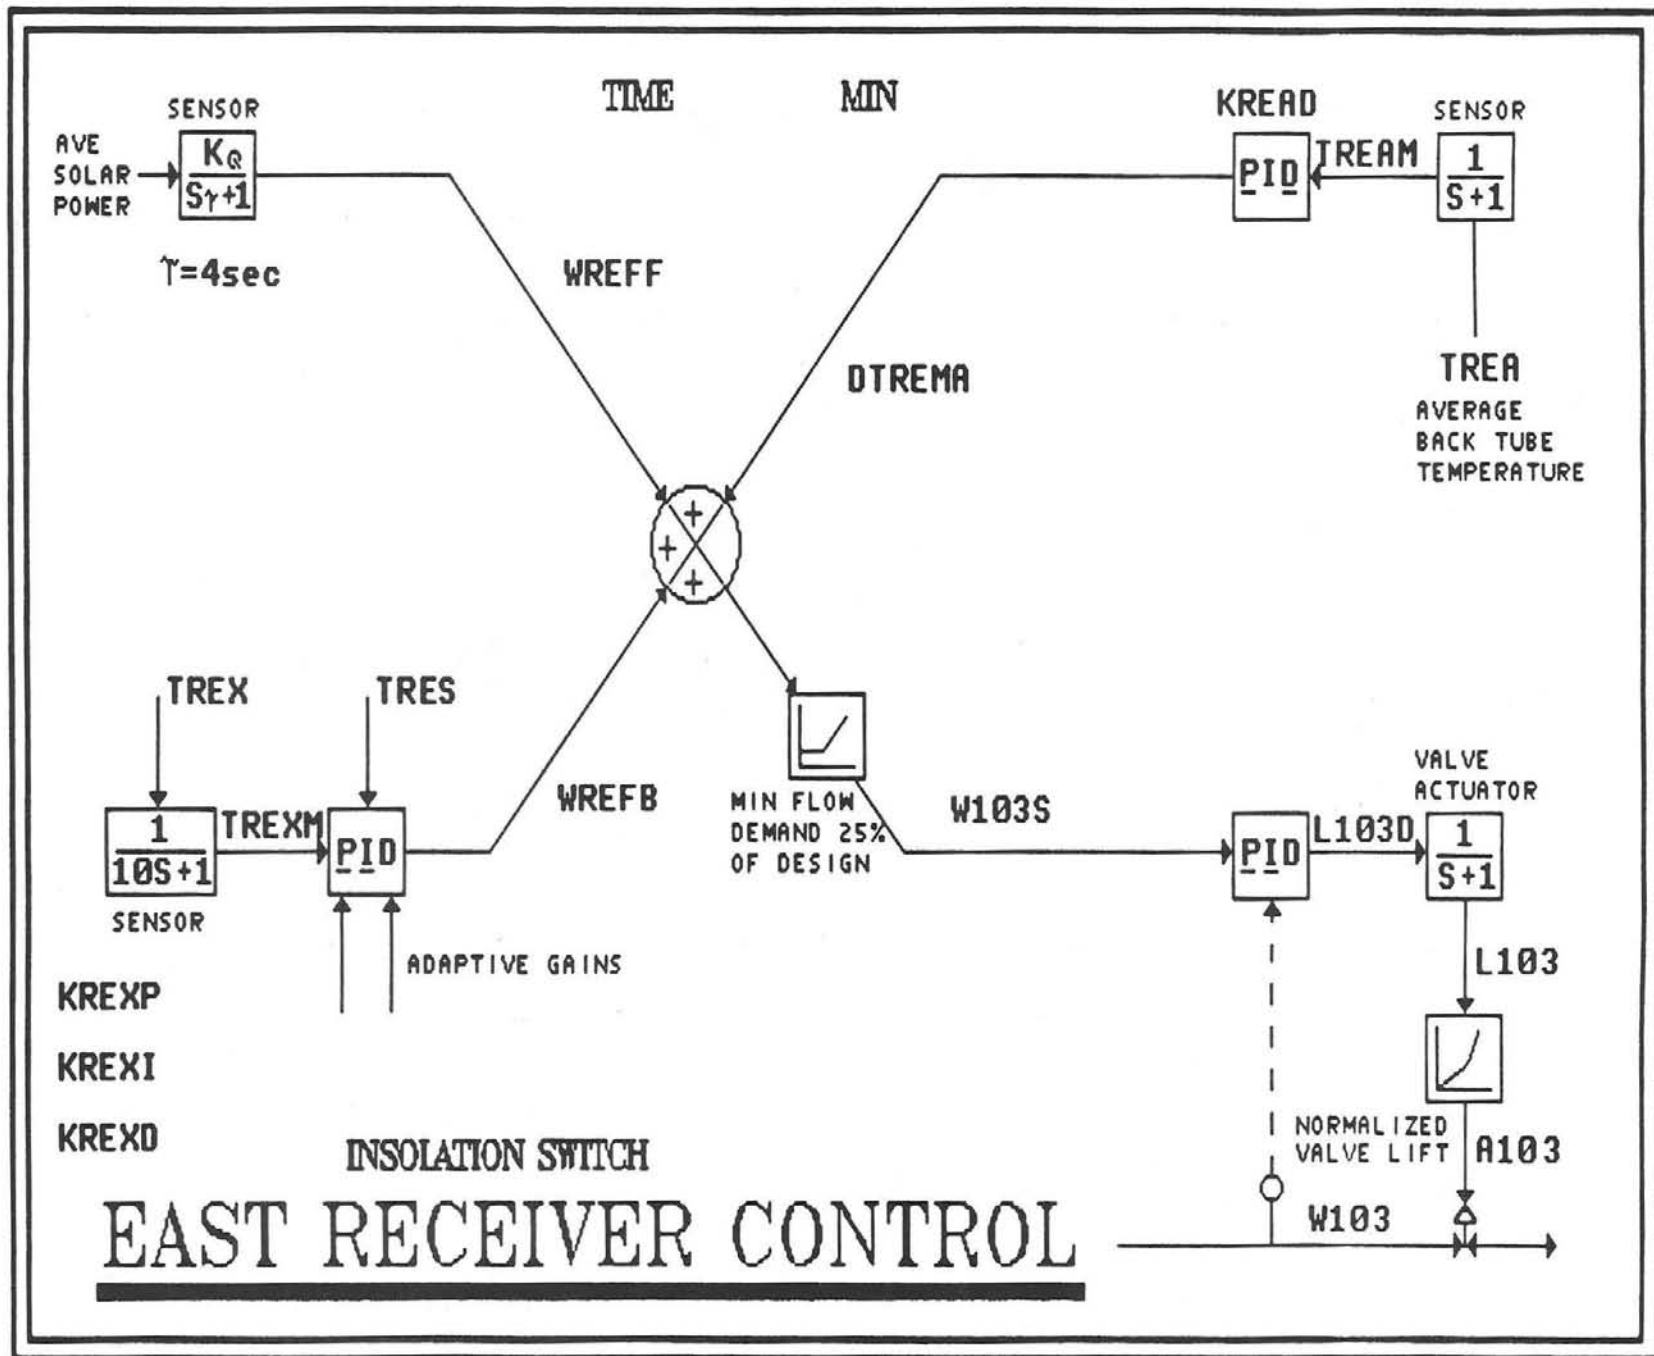 TIME MIN
SENSOR
AVE
SOLAR
POWER
KQ
Sτ+1
τ=4sec
WREFF
KREAD
PID
TREAM
SENSOR
1
S+1
DTREMA
TREA
AVERAGE
BACK TUBE
TEMPERATURE
+
+
+
TREX
TRES
1
10S+1
SENSOR
TREXM
PID
WREFB
ADAPTIVE GAINS
MIN FLOW
DEMAND 25%
OF DESIGN
W103S
PID
L103D
VALVE
ACTUATOR
1
S+1
L103
KREXP
KREXI
KREXD
NORMALIZED
VALVE LIFT
A103
W103
INSOLATION SWITCH
EAST RECEIVER CONTROL